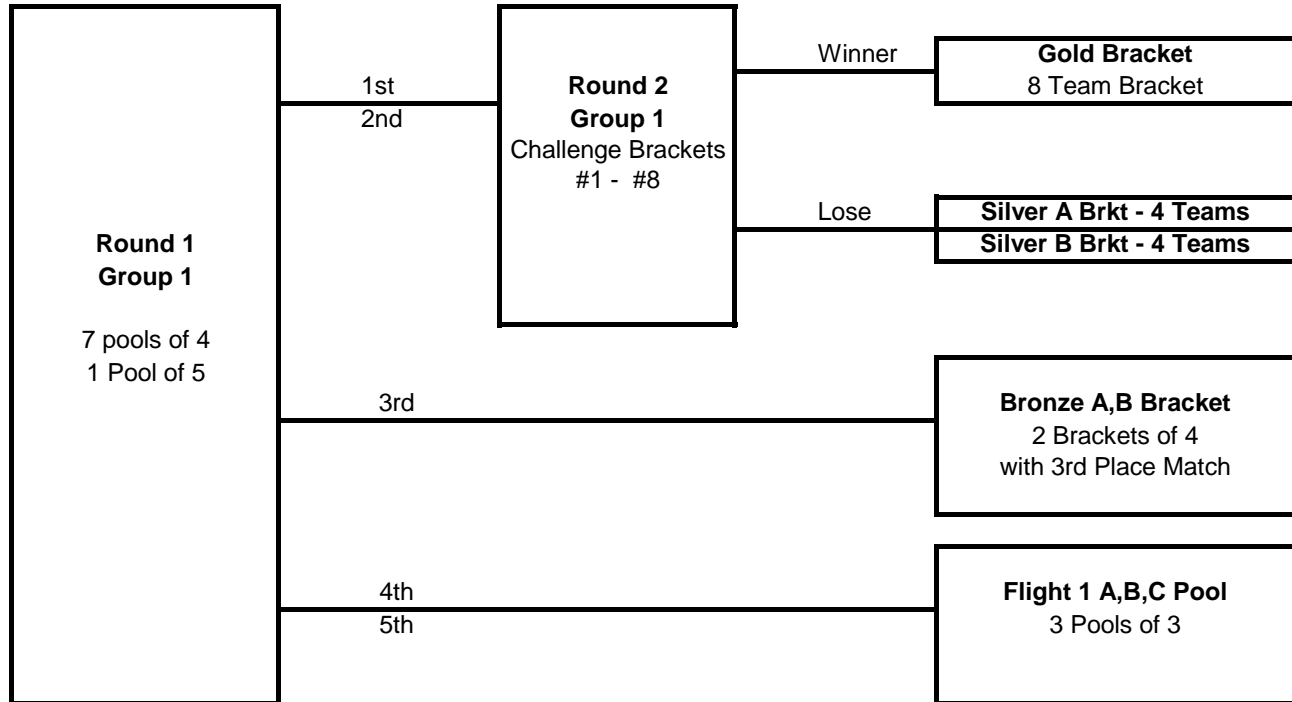 Round 1
Group 1
7 pools of 4
1 Pool of 5
1st
2nd
Round 2
Group 1
Challenge Brackets
#1 - #8
Winner
Gold Bracket
8 Team Bracket
Lose
Silver A Brkt - 4 Teams
Silver B Brkt - 4 Teams
3rd
Bronze A,B Bracket
2 Brackets of 4
with 3rd Place Match
4th
5th
Flight 1 A,B,C Pool
3 Pools of 3